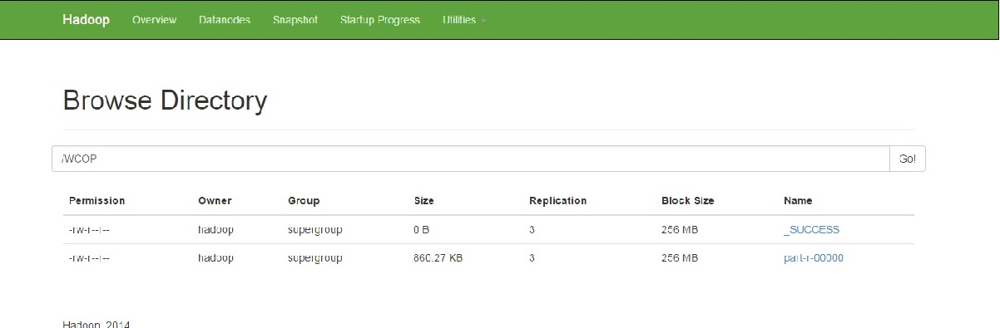 Hadoop Overview Datanodes Snapshot Startup Progress Utilities
Browse Directory
/WCOP Go!
Permission Owner Group Size Replication Block Size Name
-rw-r--r-- hadoop supergroup 0 B 3 256 MB _SUCCESS
-rw-r--r-- hadoop supergroup 860.27 KB 3 256 MB part-r-00000
Hadoop, 2014.